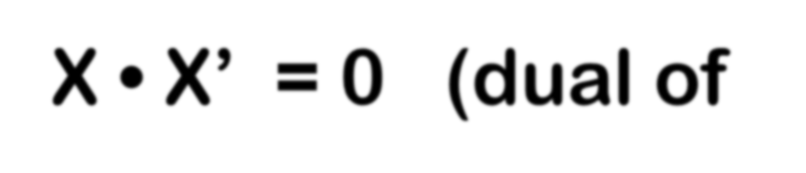 X • X’ = 0 (dual of